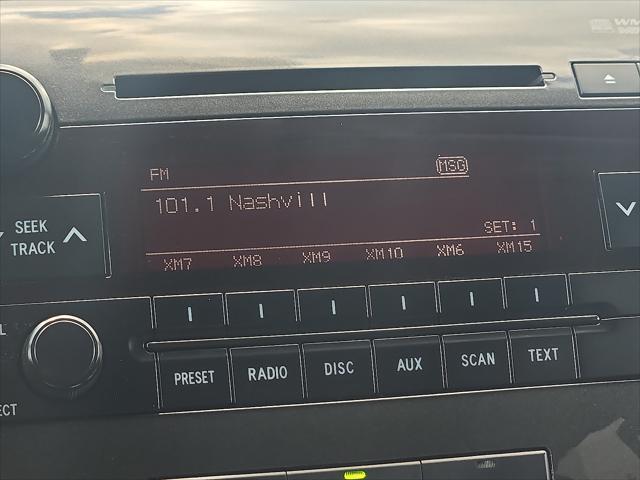 WM
FM MSG
101.1 Nashvill
SET: 1
XM7 XM8 XM9 XM10 XM6 XM15
SEEK
TRACK
PRESET RADIO DISC AUX SCAN TEXT